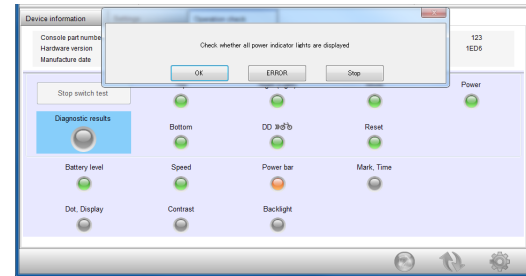 Device information
Console part numbe
Hardware version
Manufacture date
123
1ED6
Check whether all power indicator lights are displayed
OK
ERROR
Stop
Stop switch test
Power
Diagnostic results
Bottom
DD
Reset
Battery level
Speed
Power bar
Mark, Time
Dot, Display
Contrast
Backlight